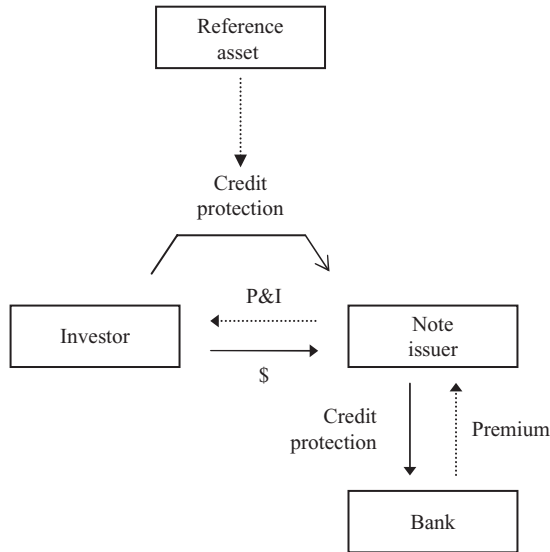 Reference
asset
Credit
protection
P&I
Investor
Note
issuer
$
Credit
protection
Premium
Bank